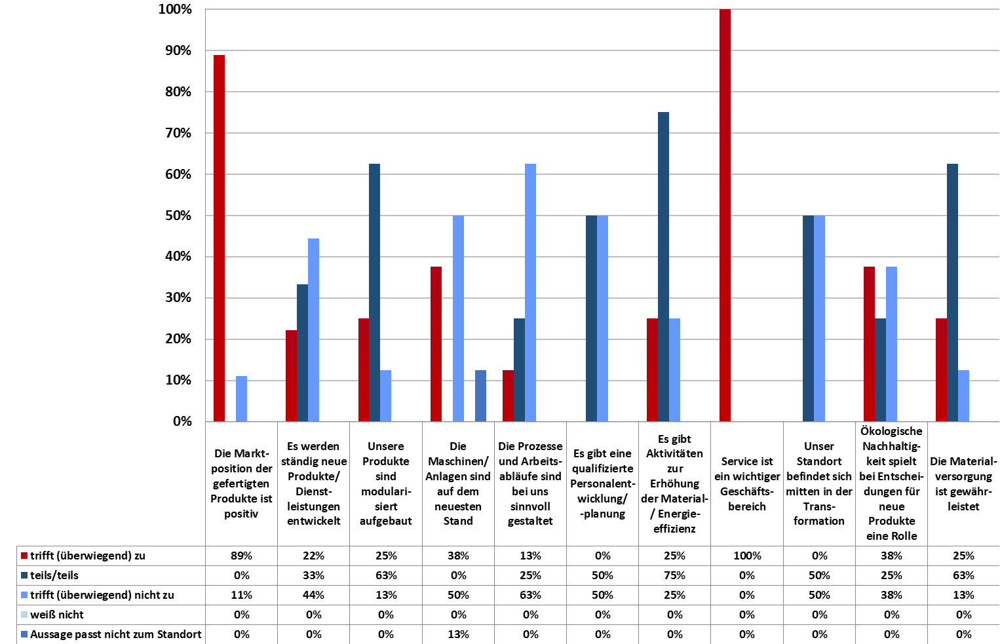 100%
90%
80%
70%
60%
50%
40%
30%
20%
10%
0%
Die Markt-
position der
gefertigten
Produkte ist
positiv
Es werden
ständig neue
Produkte/
Dienst-
leistungen
entwickelt
Unsere
Produkte
sind
modulari-
siert
aufgebaut
Die
Maschinen/
Anlagen sind
auf dem
neuesten
Stand
Die Prozesse
und Arbeits-
abläufe sind
bei uns
sinnvoll
gestaltet
Es gibt eine
qualifizierte
Personalent-
wicklung/
-planung
Es gibt
Aktivitäten
zur
Erhöhung
der Material-
/ Energie-
effizienz
Service ist
ein wichtiger
Geschäfts-
bereich
Unser
Standort
befindet sich
mitten in der
Trans-
formation
Ökologische
Nachhaltig-
keit spielt
bei Entschei-
dungen für
neue
Produkte
eine Rolle
Die Material-
versorgung
ist gewähr-
leistet
trifft (überwiegend) zu 89% 22% 25% 38% 13% 0% 25% 100% 0% 38% 25%
teils/teils 0% 33% 63% 0% 25% 50% 75% 0% 50% 25% 63%
trifft (überwiegend) nicht zu 11% 44% 13% 50% 63% 50% 25% 0% 50% 38% 13%
weiß nicht 0% 0% 0% 0% 0% 0% 0% 0% 0% 0% 0%
Aussage passt nicht zum Standort 0% 0% 0% 13% 0% 0% 0% 0% 0% 0% 0%